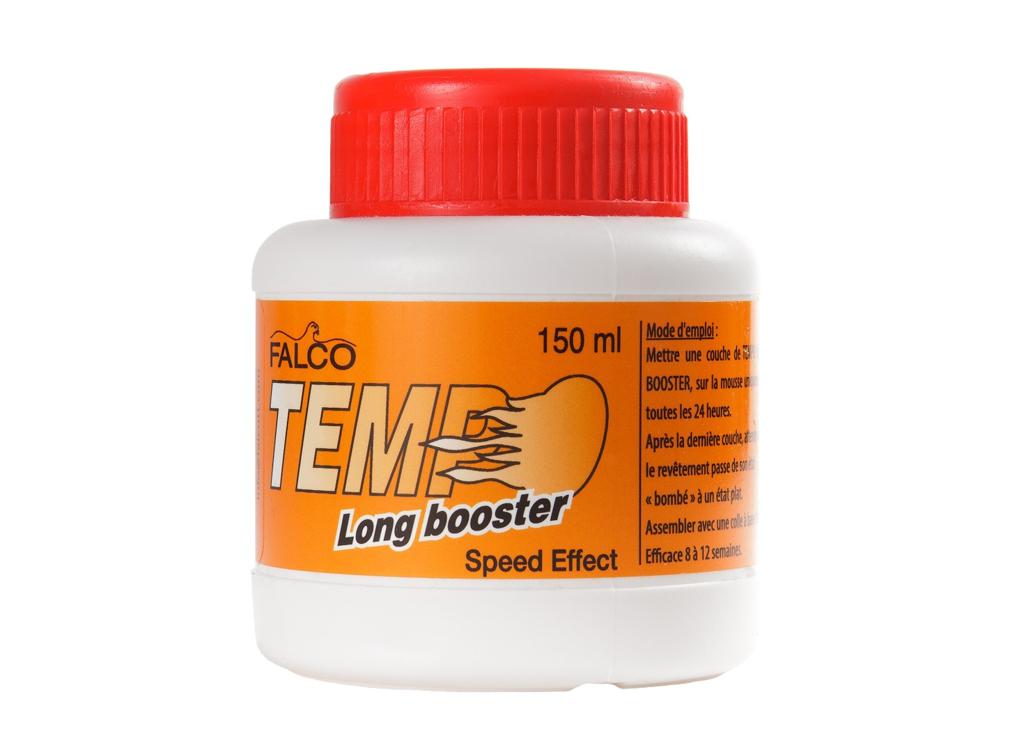 FALCO
150 ml
TEMPO
Long booster
Speed Effect
Mode d'emploi :
Mettre une couche de
BOOSTER, sur la mousse
toutes les 24 heures.
Après la dernière couche,
le revêtement passe de son
« bombé » à un état plat.
Assembler avec une colle à
Efficace 8 à 12 semaines.